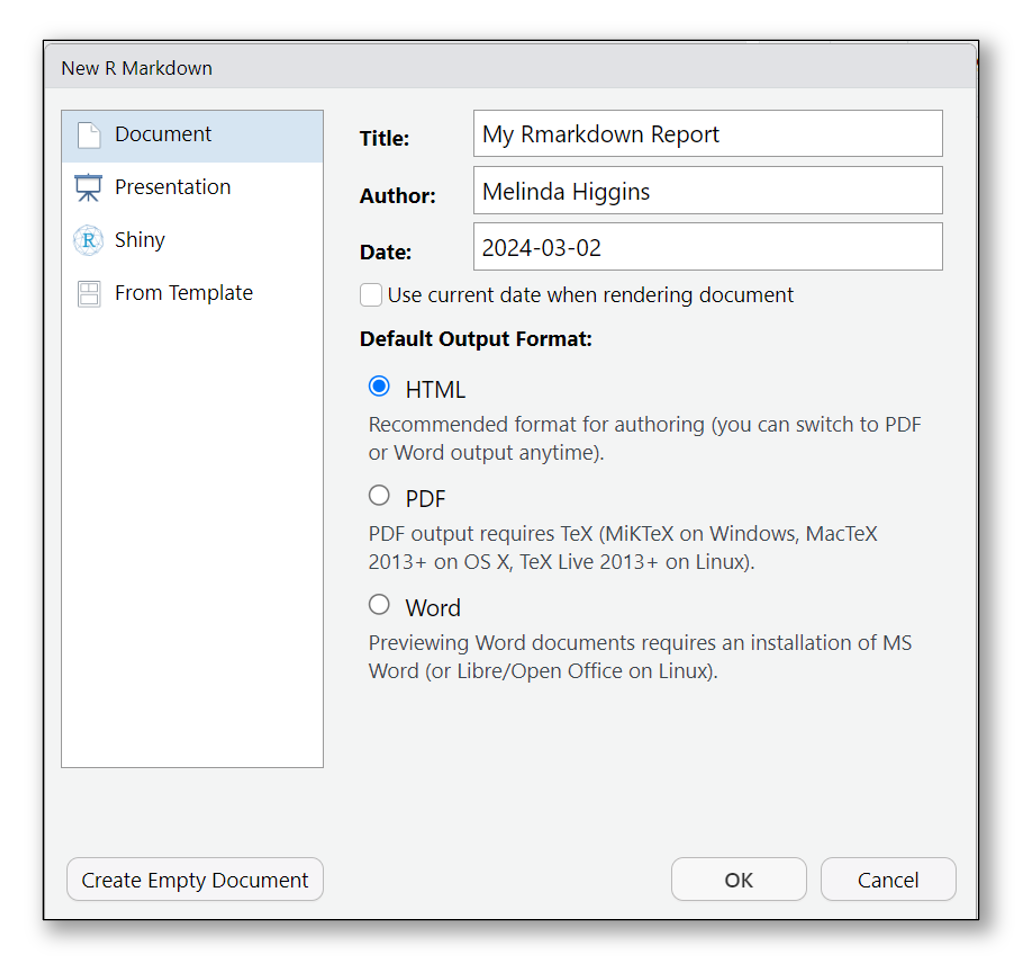 New R Markdown
Document
Presentation
R
Shiny
From Template
Title:
My Rmarkdown Report
Author:
Melinda Higgins
Date:
2024-03-02
Use current date when rendering document
Default Output Format:
HTML
Recommended format for authoring (you can switch to PDF
or Word output anytime).
PDF
PDF output requires TeX (MiKTeX on Windows, MacTeX
2013+ on OS X, TeX Live 2013+ on Linux).
Word
Previewing Word documents requires an installation of MS
Word (or Libre/Open Office on Linux).
Create Empty Document
OK
Cancel